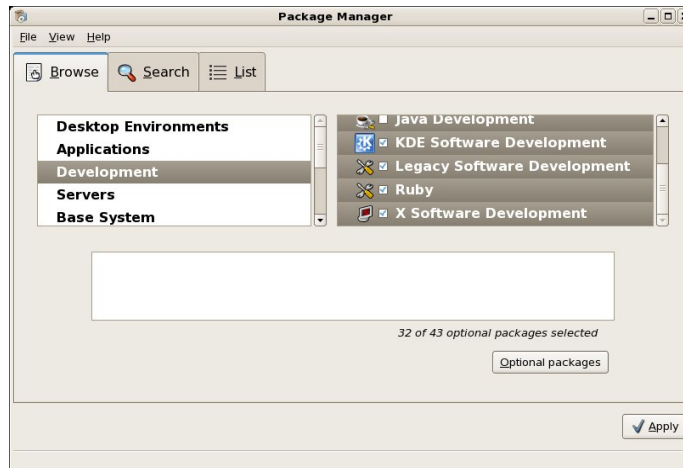 Package Manager
File View Help
Browse Search List
Desktop Environments
Applications
Development
Servers
Base System
Java Development
KDE Software Development
Legacy Software Development
Ruby
X Software Development
32 of 43 optional packages selected
Optional packages
Apply